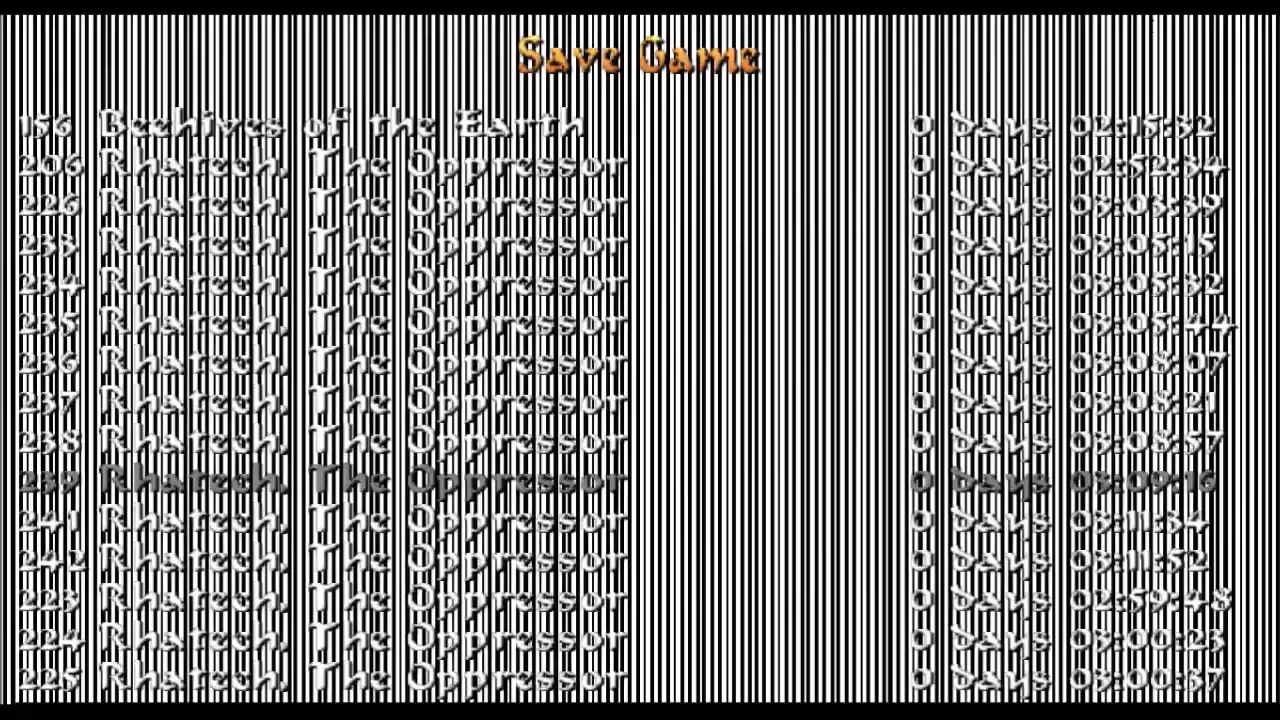 Save Game
156 Beehives of the Earth 0 days 02:15:32
206 Rhatech, The Oppressor 0 days 02:52:34
226 Rhatech, The Oppressor 0 days 03:03:39
233 Rhatech, The Oppressor 0 days 03:05:15
234 Rhatech, The Oppressor 0 days 03:05:32
235 Rhatech, The Oppressor 0 days 03:05:44
236 Rhatech, The Oppressor 0 days 03:08:07
237 Rhatech, The Oppressor 0 days 03:08:21
238 Rhatech, The Oppressor 0 days 03:08:57
239 Rhatech, The Oppressor 0 days 03:09:16
241 Rhatech, The Oppressor 0 days 03:11:34
242 Rhatech, The Oppressor 0 days 03:11:52
223 Rhatech, The Oppressor 0 days 02:59:48
224 Rhatech, The Oppressor 0 days 03:00:23
225 Rhatech, The Oppressor 0 days 03:00:37